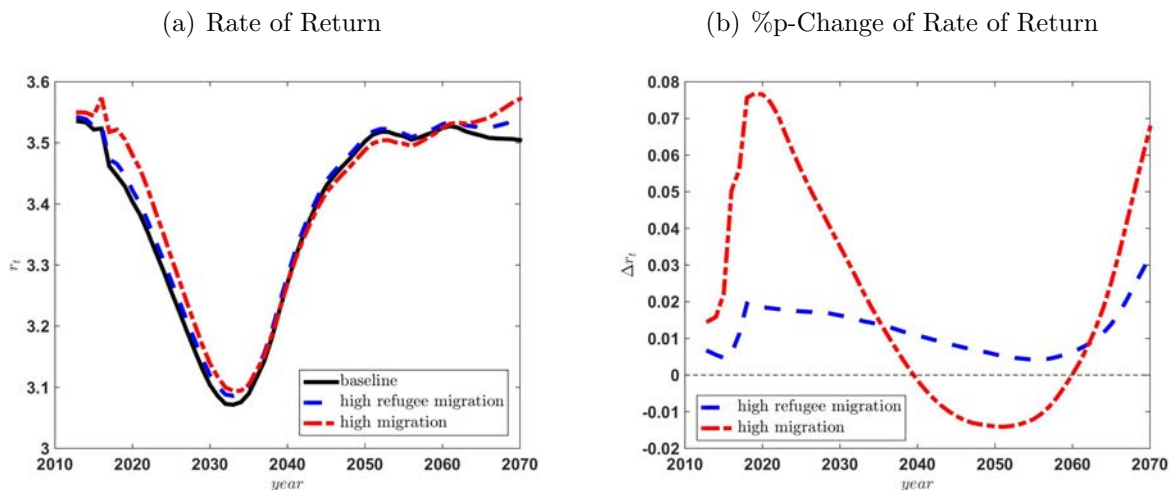 (a) Rate of Return
3.6
3.5
3.4
3.3
3.2
3.1
3
r_t
2010 2020 2030 2040 2050 2060 2070
year
baseline
high refugee migration
high migration
(b) %p-Change of Rate of Return
0.08
0.07
0.06
0.05
0.04
0.03
0.02
0.01
0
-0.01
-0.02
Δr_t
2010 2020 2030 2040 2050 2060 2070
year
high refugee migration
high migration